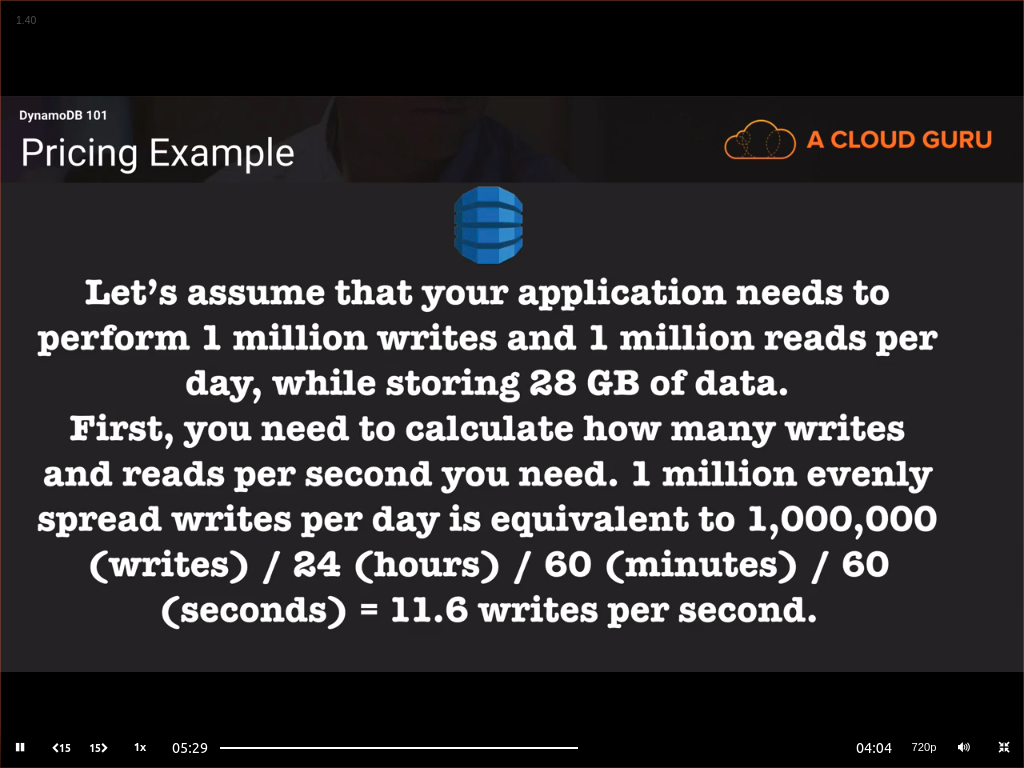 1.40
DynamoDB 101
Pricing Example
A CLOUD GURU
Let’s assume that your application needs to
perform 1 million writes and 1 million reads per
day, while storing 28 GB of data.
First, you need to calculate how many writes
and reads per second you need. 1 million evenly
spread writes per day is equivalent to 1,000,000
(writes) / 24 (hours) / 60 (minutes) / 60
(seconds) = 11.6 writes per second.
15 15 1x 05:29 04:04 720p